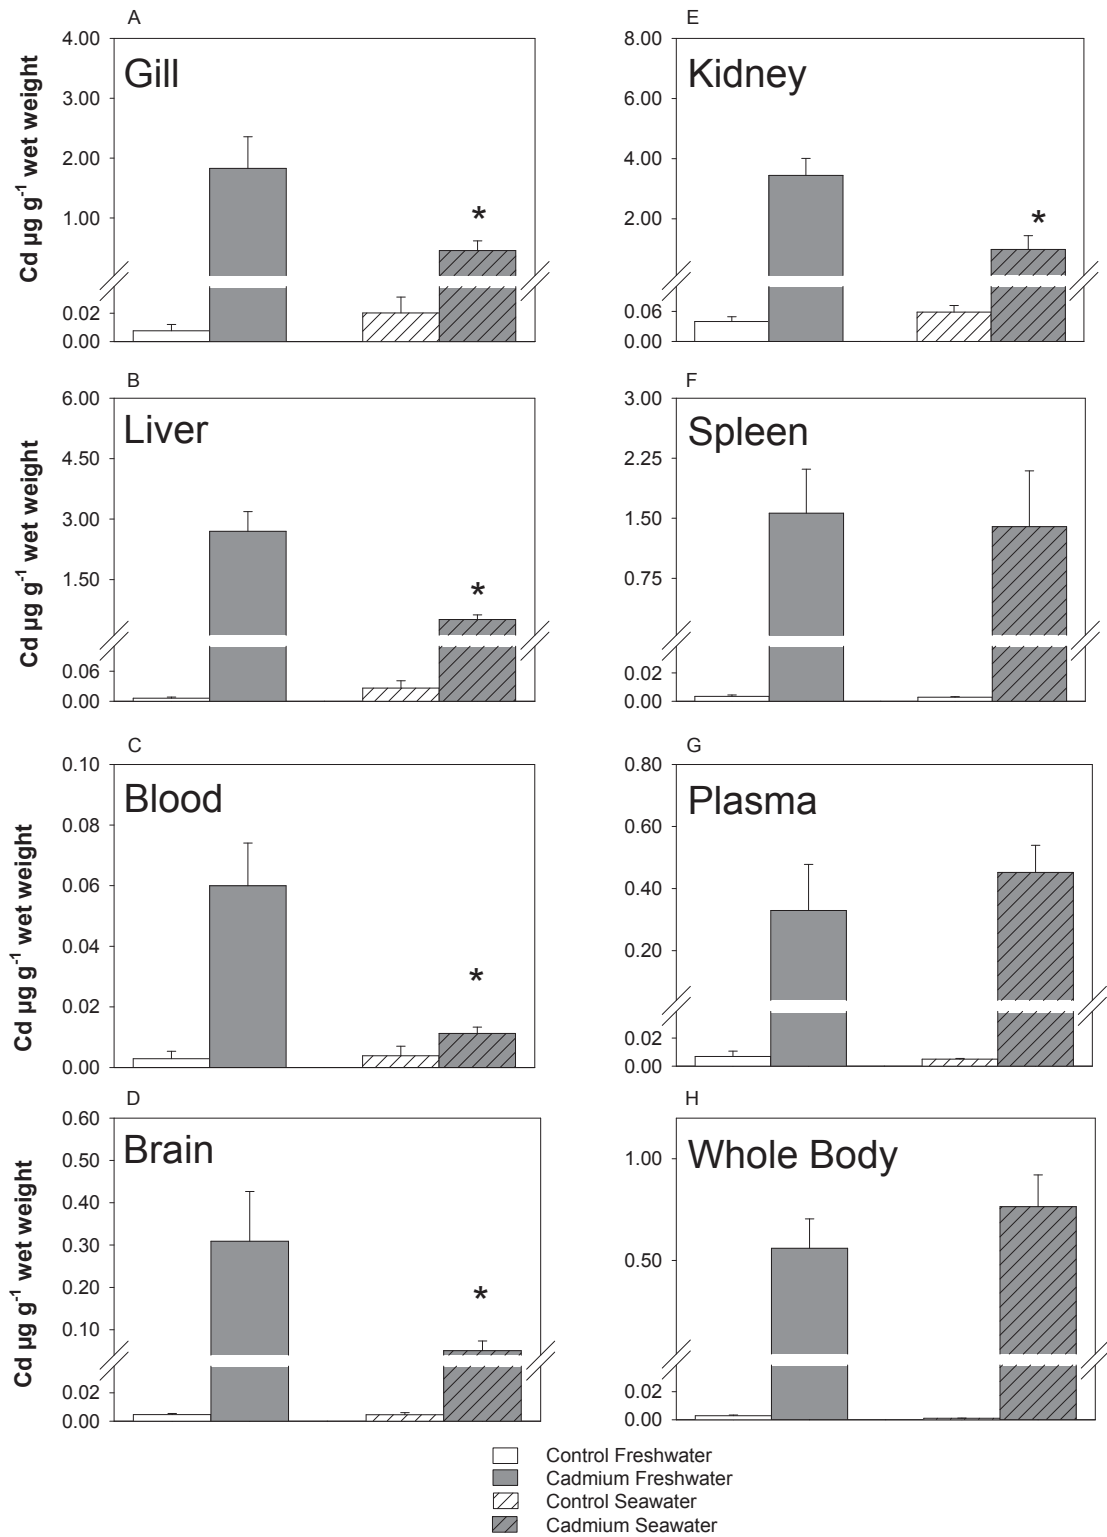 A
4.00
3.00
2.00
1.00
0.02
0.00
Gill
*
Cd µg g-1 wet weight
E
8.00
6.00
4.00
2.00
0.06
0.00
Kidney
*
B
6.00
4.50
3.00
1.50
0.06
0.00
Liver
*
Cd µg g-1 wet weight
F
3.00
2.25
1.50
0.75
0.02
0.00
Spleen
C
0.10
0.08
0.06
0.04
0.02
0.00
Blood
*
Cd µg g-1 wet weight
G
0.80
0.60
0.40
0.20
0.02
0.00
Plasma
D
0.60
0.50
0.40
0.30
0.20
0.10
0.02
0.00
Brain
*
Cd µg g-1 wet weight
H
1.00
0.50
0.02
0.00
Whole Body
Control Freshwater
Cadmium Freshwater
Control Seawater
Cadmium Seawater